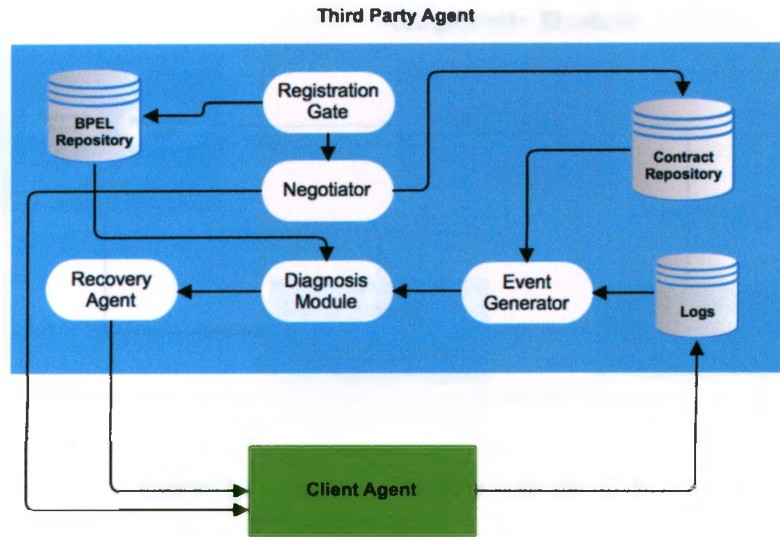 Third Party Agent
BPEL
Repository
Registration
Gate
Contract
Repository
Negotiator
Recovery
Agent
Diagnosis
Module
Event
Generator
Logs
Client Agent